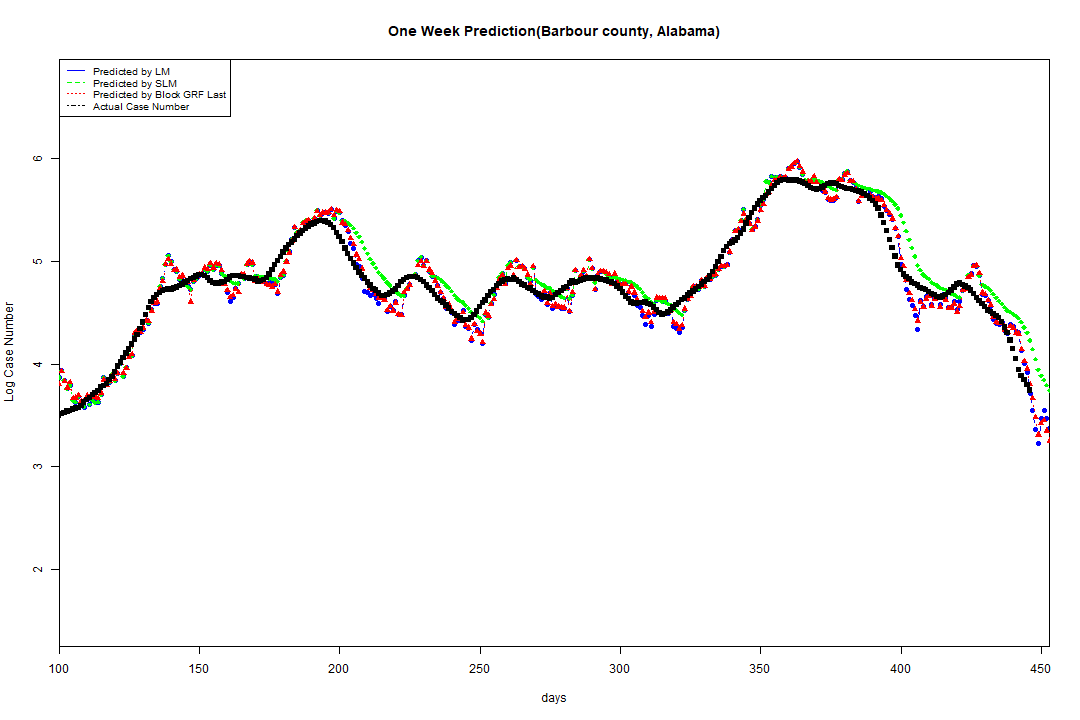 One Week Prediction(Barbour county, Alabama)
Predicted by LM
Predicted by SLM
Predicted by Block GRF Last
Actual Case Number
6
5
4
3
2
Log Case Number
100 150 200 250 300 350 400 450
days